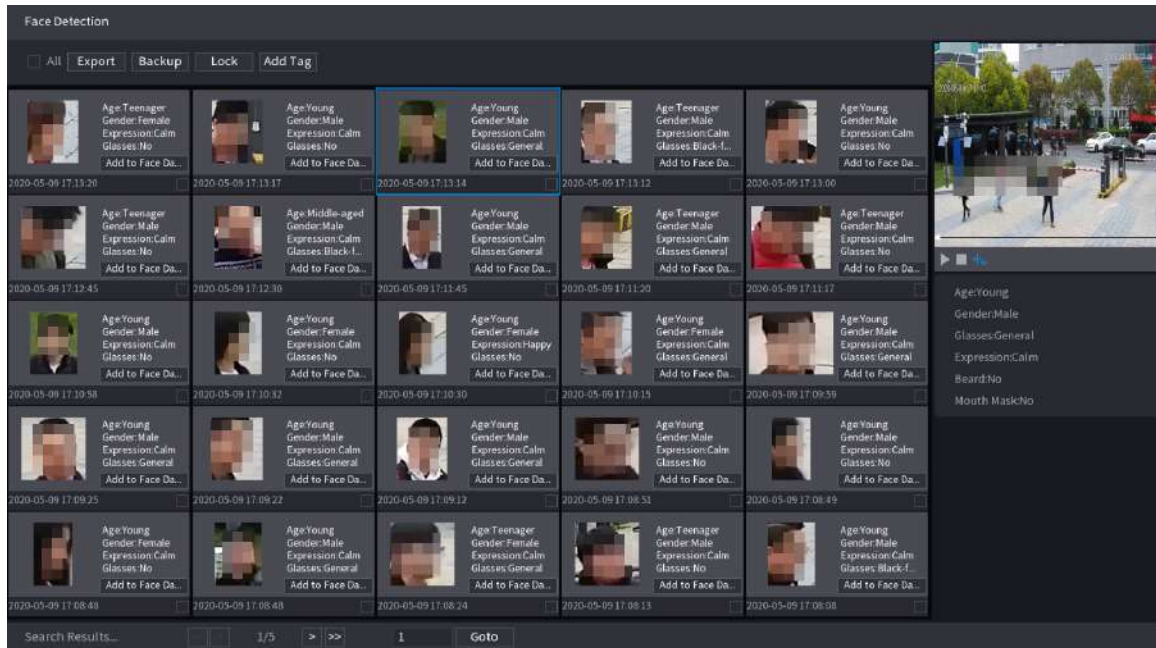 Face Detection
All Export Backup Lock Add Tag
Age:Teenager
Gender:Female
Expression:Calm
Glasses:No
Add to Face Da...
2020-05-09 17:13:20
Age:Young
Gender:Male
Expression:Calm
Glasses:No
Add to Face Da...
2020-05-09 17:13:17
Age:Young
Gender:Male
Expression:Calm
Glasses:General
Add to Face Da...
2020-05-09 17:13:14
Age:Teenager
Gender:Male
Expression:Calm
Glasses:Black-f...
Add to Face Da...
2020-05-09 17:13:12
Age:Young
Gender:Male
Expression:Calm
Glasses:No
Add to Face Da...
2020-05-09 17:13:00
Age:Teenager
Gender:Male
Expression:Calm
Glasses:No
Add to Face Da...
2020-05-09 17:12:45
Age:Middle-aged
Gender:Male
Expression:Calm
Glasses:Black-f...
Add to Face Da...
2020-05-09 17:12:30
Age:Young
Gender:Male
Expression:Calm
Glasses:General
Add to Face Da...
2020-05-09 17:11:45
Age:Teenager
Gender:Male
Expression:Calm
Glasses:General
Add to Face Da...
2020-05-09 17:11:20
Age:Teenager
Gender:Male
Expression:Calm
Glasses:No
Add to Face Da...
2020-05-09 17:11:17
Age:Young
Gender:Male
Expression:Calm
Glasses:No
Add to Face Da...
2020-05-09 17:10:58
Age:Young
Gender:Female
Expression:Calm
Glasses:No
Add to Face Da...
2020-05-09 17:10:32
Age:Young
Gender:Female
Expression:Happy
Glasses:No
Add to Face Da...
2020-05-09 17:10:30
Age:Young
Gender:Female
Expression:Calm
Glasses:General
Add to Face Da...
2020-05-09 17:10:15
Age:Young
Gender:Male
Expression:Calm
Glasses:General
Add to Face Da...
2020-05-09 17:09:59
Age:Young
Gender:Male
Expression:Calm
Glasses:General
Add to Face Da...
2020-05-09 17:09:25
Age:Young
Gender:Male
Expression:Calm
Glasses:General
Add to Face Da...
2020-05-09 17:09:22
Age:Young
Gender:Male
Expression:Calm
Glasses:General
Add to Face Da...
2020-05-09 17:09:12
Age:Young
Gender:Male
Expression:Calm
Glasses:No
Add to Face Da...
2020-05-09 17:08:51
Age:Young
Gender:Male
Expression:Calm
Glasses:No
Add to Face Da...
2020-05-09 17:08:49
Age:Young
Gender:Female
Expression:Calm
Glasses:No
Add to Face Da...
2020-05-09 17:08:48
Age:Young
Gender:Male
Expression:Calm
Glasses:General
Add to Face Da...
2020-05-09 17:08:48
Age:Teenager
Gender:Female
Expression:Calm
Glasses:General
Add to Face Da...
2020-05-09 17:08:24
Age:Teenager
Gender:Male
Expression:Calm
Glasses:No
Add to Face Da...
2020-05-09 17:08:13
Age:Young
Gender:Male
Expression:Calm
Glasses:Black-f...
Add to Face Da...
2020-05-09 17:08:08
Age:Young
Gender:Male
Glasses:General
Expression:Calm
Beard:No
Mouth Mask:No
Search Results... 1/5 > >> 1 Goto